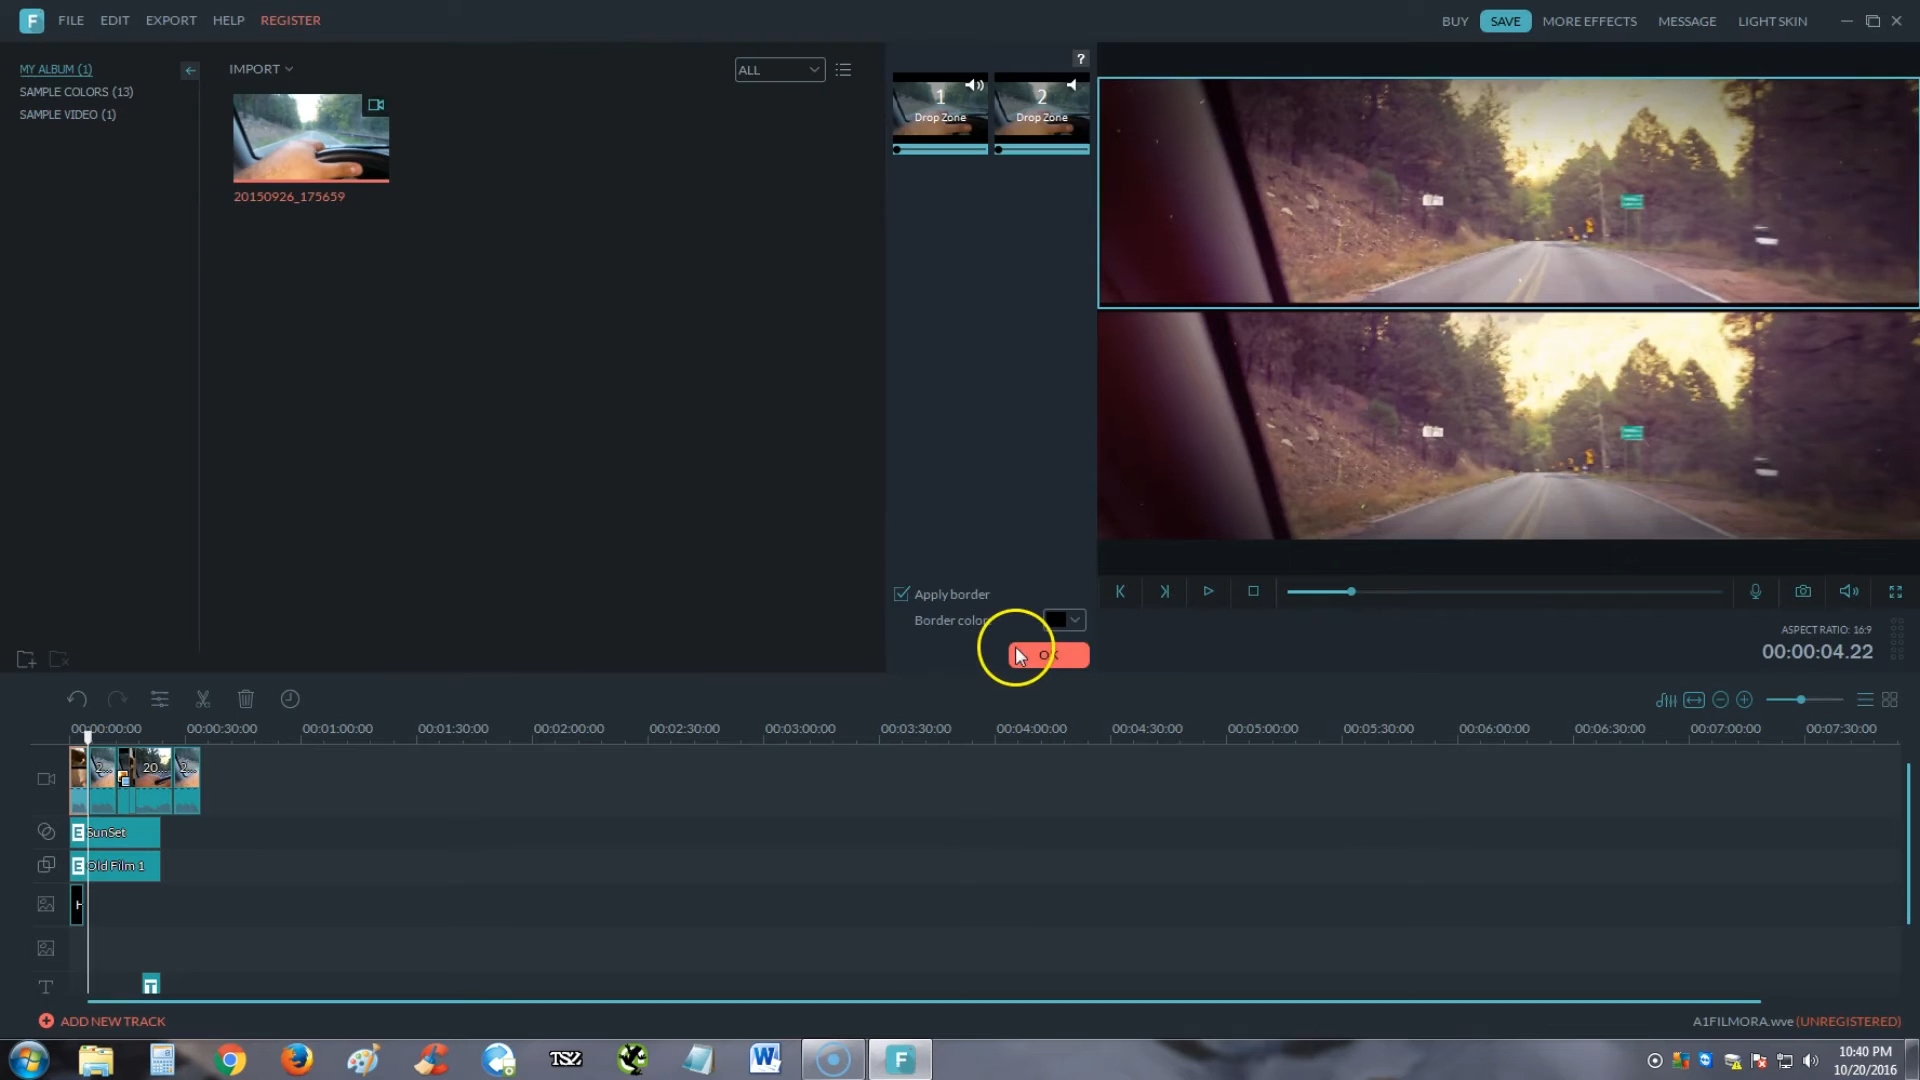 F FILE EDIT EXPORT HELP REGISTER
BUY SAVE MORE EFFECTS MESSAGE LIGHT SKIN
MY ALBUM (1)
SAMPLE COLORS (13)
SAMPLE VIDEO (1)
IMPORT
ALL
20150926_175659
?
1
Drop Zone
2
Drop Zone
Apply border
Border color
OK
ASPECT RATIO: 16:9
00:00:04.22
00:00:00:00 00:00:30:00 00:01:00:00 00:01:30:00 00:02:00:00 00:02:30:00 00:03:00:00 00:03:30:00 00:04:00:00 00:04:30:00 00:05:00:00 00:05:30:00 00:06:00:00 00:06:30:00 00:07:00:00 00:07:30:00
2... 20... 2...
E SunSet
E Old Film 1
H
T
T
ADD NEW TRACK
A1FILMORA.wve (UNREGISTERED)
TSZ W F
10:40 PM
10/20/2016